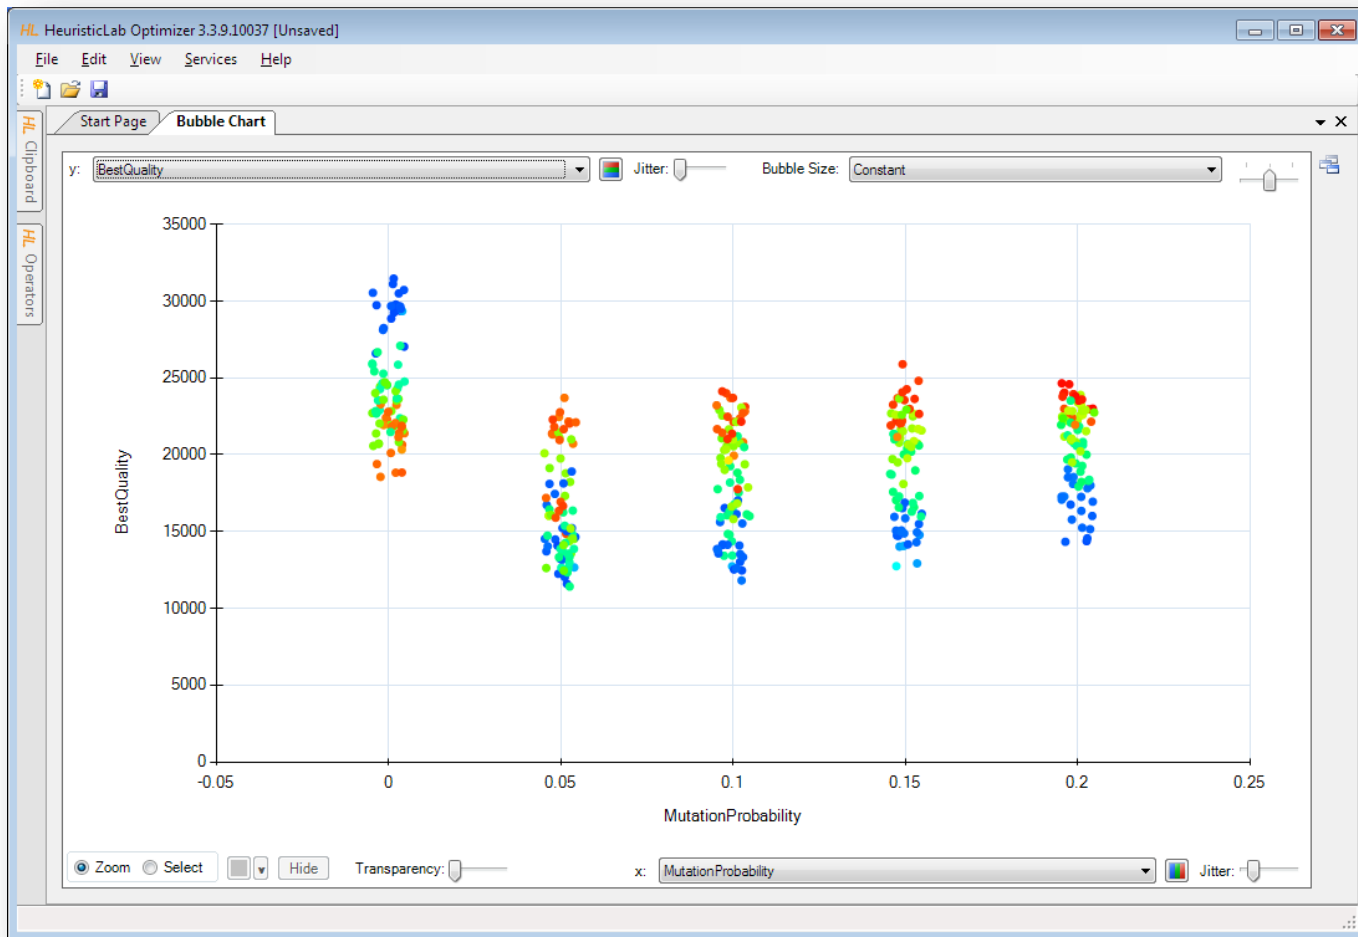 HL HeuristicLab Optimizer 3.3.9.10037 [Unsaved]
File Edit View Services Help
Start Page Bubble Chart
HL Clipboard
HL Operators
y: BestQuality Jitter: Bubble Size: Constant
35000
30000
25000
20000
15000
10000
5000
0
BestQuality
-0.05 0 0.05 0.1 0.15 0.2 0.25
MutationProbability
Zoom Select Hide Transparency: x: MutationProbability Jitter: